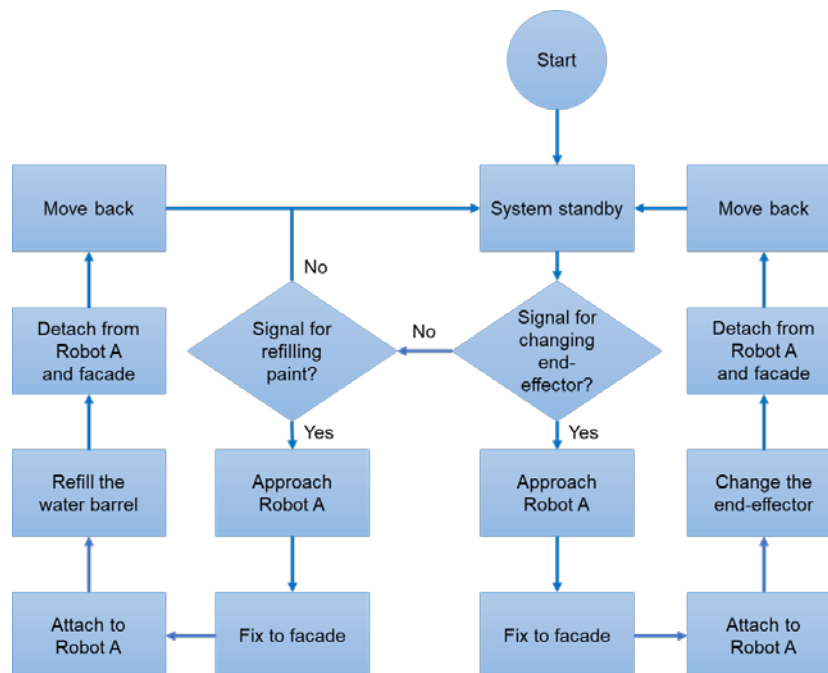 Start
Move back
System standby
Move back
No
Signal for
refilling
paint?
No
Signal for
changing
end-
effector?
Detach from
Robot A
and facade
Detach from
Robot A
and facade
Yes
Yes
Refill the
water barrel
Approach
Robot A
Approach
Robot A
Change the
end-effector
Attach to
Robot A
Fix to facade
Fix to facade
Attach to
Robot A